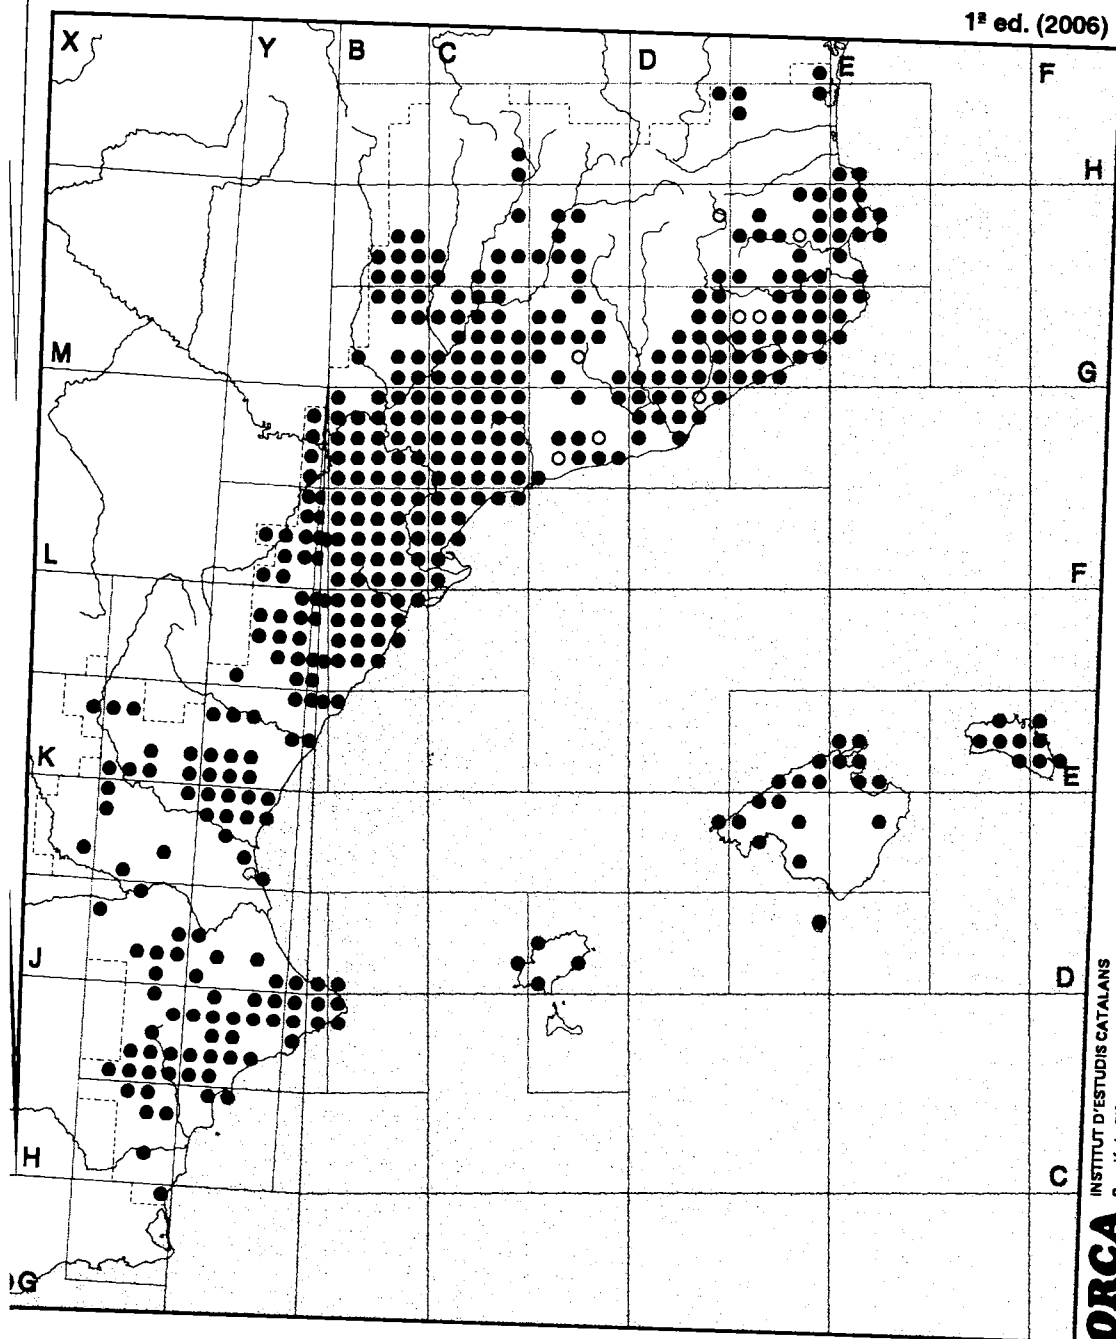 1ª ed. (2006)
X Y B C D E F
H
M G
L F
K E
J D
H C
G
INSTITUT D'ESTUDIS CATALANS
ORCA